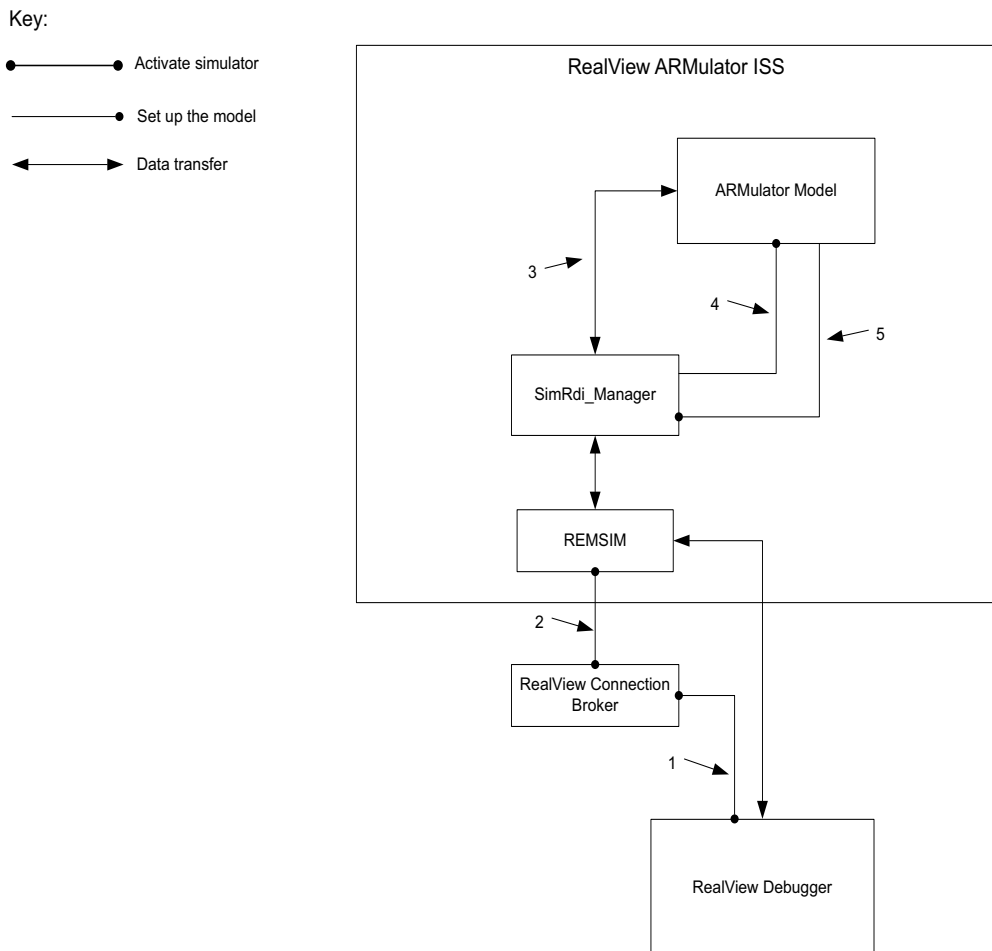 Key:
Activate simulator
Set up the model
Data transfer
RealView ARMulator ISS
ARMulator Model
3
4
5
SimRdi_Manager
REMSIM
2
RealView Connection
Broker
1
RealView Debugger